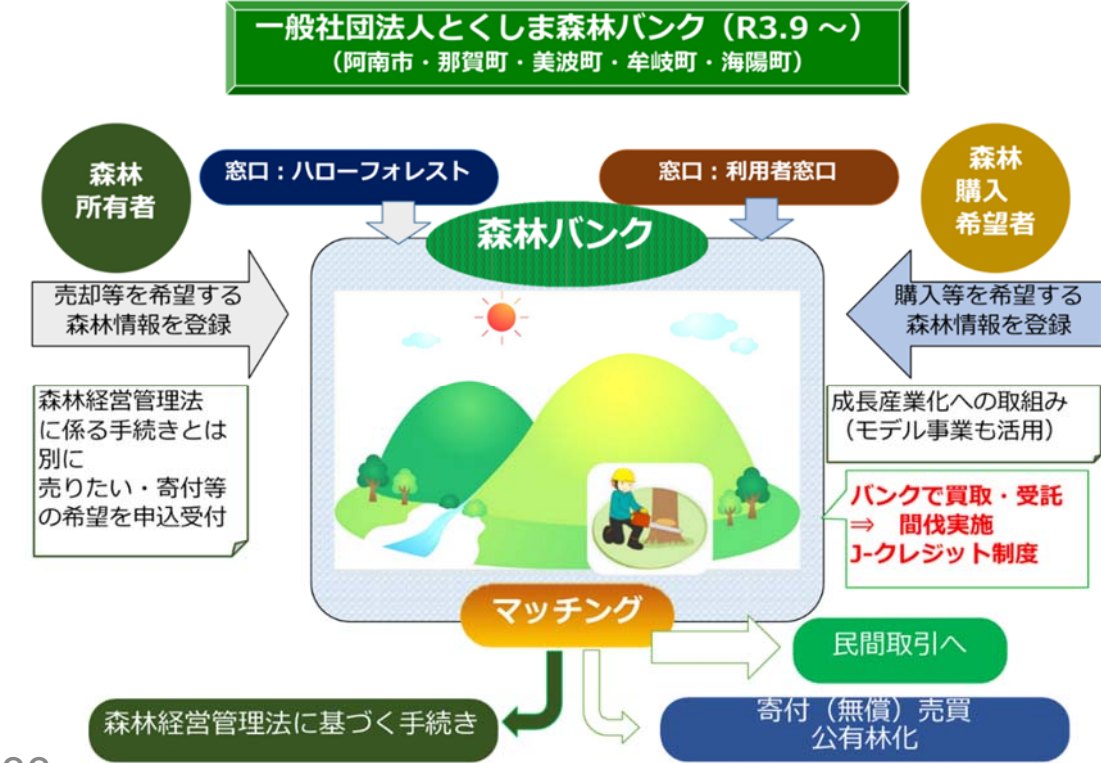 一般社団法人とくしま森林バンク（R3.9 ～）
（阿南市・那賀町・美波町・牟岐町・海陽町）
森林
所有者
窓口：ハローフォレスト
窓口：利用者窓口
森林
購入
希望者
森林バンク
売却等を希望する
森林情報を登録
購入等を希望する
森林情報を登録
森林経営管理法
に係る手続きとは
別に
売りたい・寄付等
の希望を申込受付
成長産業化への取組み
（モデル事業も活用）
バンクで買取・受託
⇒ 間伐実施
J-クレジット制度
マッチング
民間取引へ
森林経営管理法に基づく手続き
寄付（無償）売買
公有林化